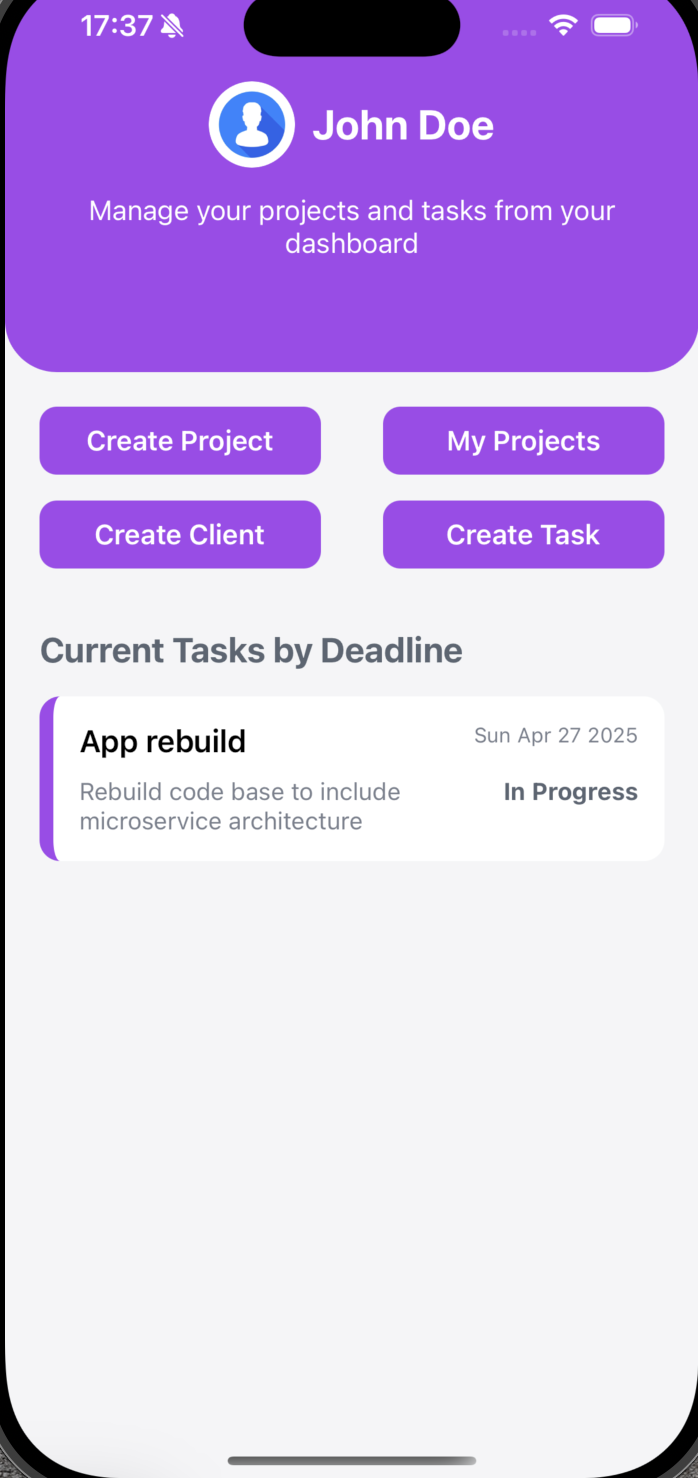 17:37
John Doe
Manage your projects and tasks from your
dashboard
Create Project
My Projects
Create Client
Create Task
Current Tasks by Deadline
App rebuild
Sun Apr 27 2025
Rebuild code base to include
microservice architecture
In Progress